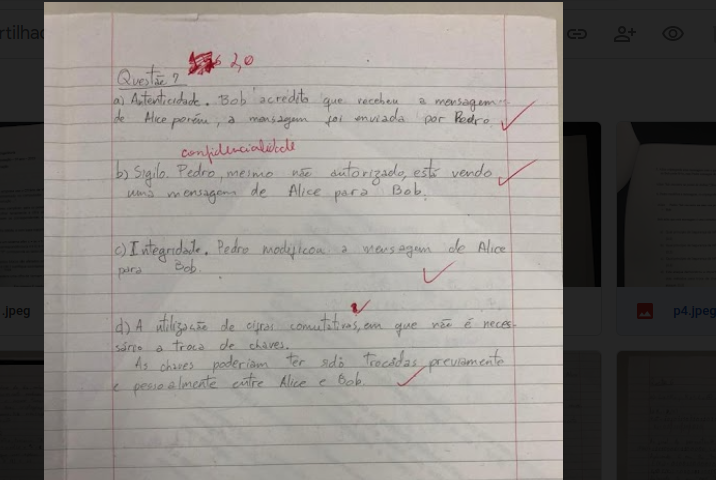 rtilhad
2,0
Questão 7
a) Autenticidade. Bob acredita que recebeu a mensagem
de Alice porém, a mensagem foi enviada por Pedro.
confidencialidade
b) Sigilo. Pedro, mesmo não autorizado, está vendo
uma mensagem de Alice para Bob.
c) Integridade. Pedro modificou a mensagem de Alice
para Bob.
d) A utilização de cifras comutativas, em que não é neces-
sário a troca de chaves.
As chaves poderiam ter sido trocadas previamente
e pessoalmente entre Alice e Bob.
.jpeg
p4.jpeg